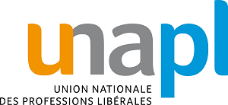 unapl
UNION NATIONALE
DES PROFESSIONS LIBÉRALES